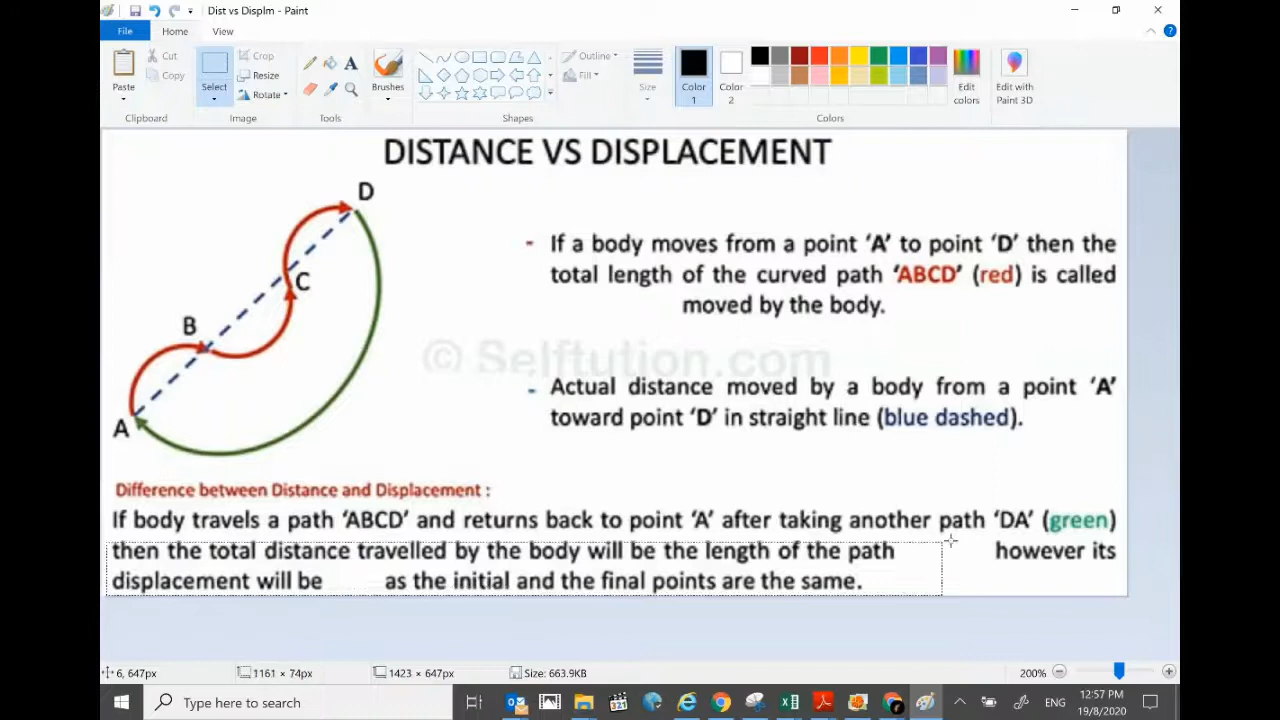 Dist vs Displm - Paint
File
Home
View
Paste
Cut
Copy
Clipboard
Select
Crop
Resize
Rotate
Image
A
Tools
Brushes
Shapes
Outline
Fill
Size
Color
1
Color
2
Edit
colors
Edit with
Paint 3D
Colors
DISTANCE VS DISPLACEMENT
D
C
B
A
- If a body moves from a point ‘A’ to point ‘D’ then the
total length of the curved path ‘ABCD’ (red) is called
moved by the body.
© Selftution.com
- Actual distance moved by a body from a point ‘A’
toward point ‘D’ in straight line (blue dashed).
Difference between Distance and Displacement :
If body travels a path ‘ABCD’ and returns back to point ‘A’ after taking another path ‘DA’ (green)
then the total distance travelled by the body will be the length of the path however its
displacement will be as the initial and the final points are the same.
6, 647px
1161 × 74px
1423 × 647px
Size: 663.9KB
200%
Type here to search
321
ENG
12:57 PM
19/8/2020